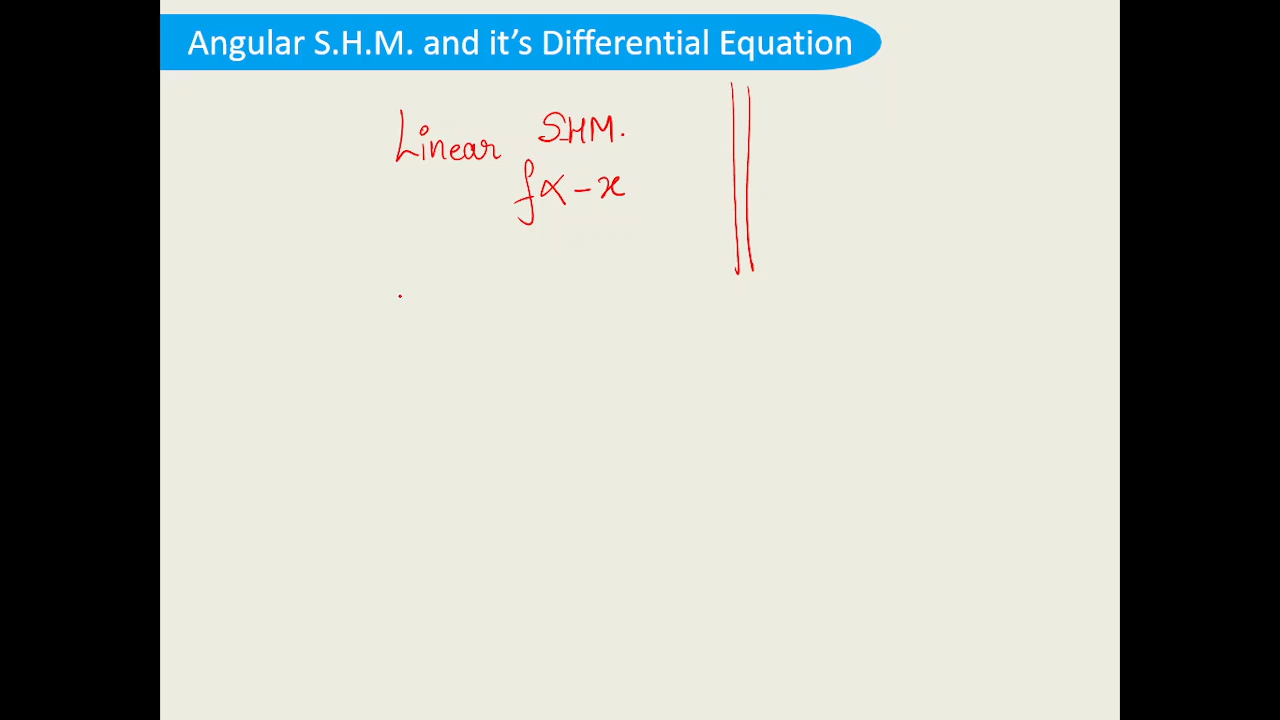 Angular S.H.M. and it's Differential Equation
Linear SHM.
f ∝ - x